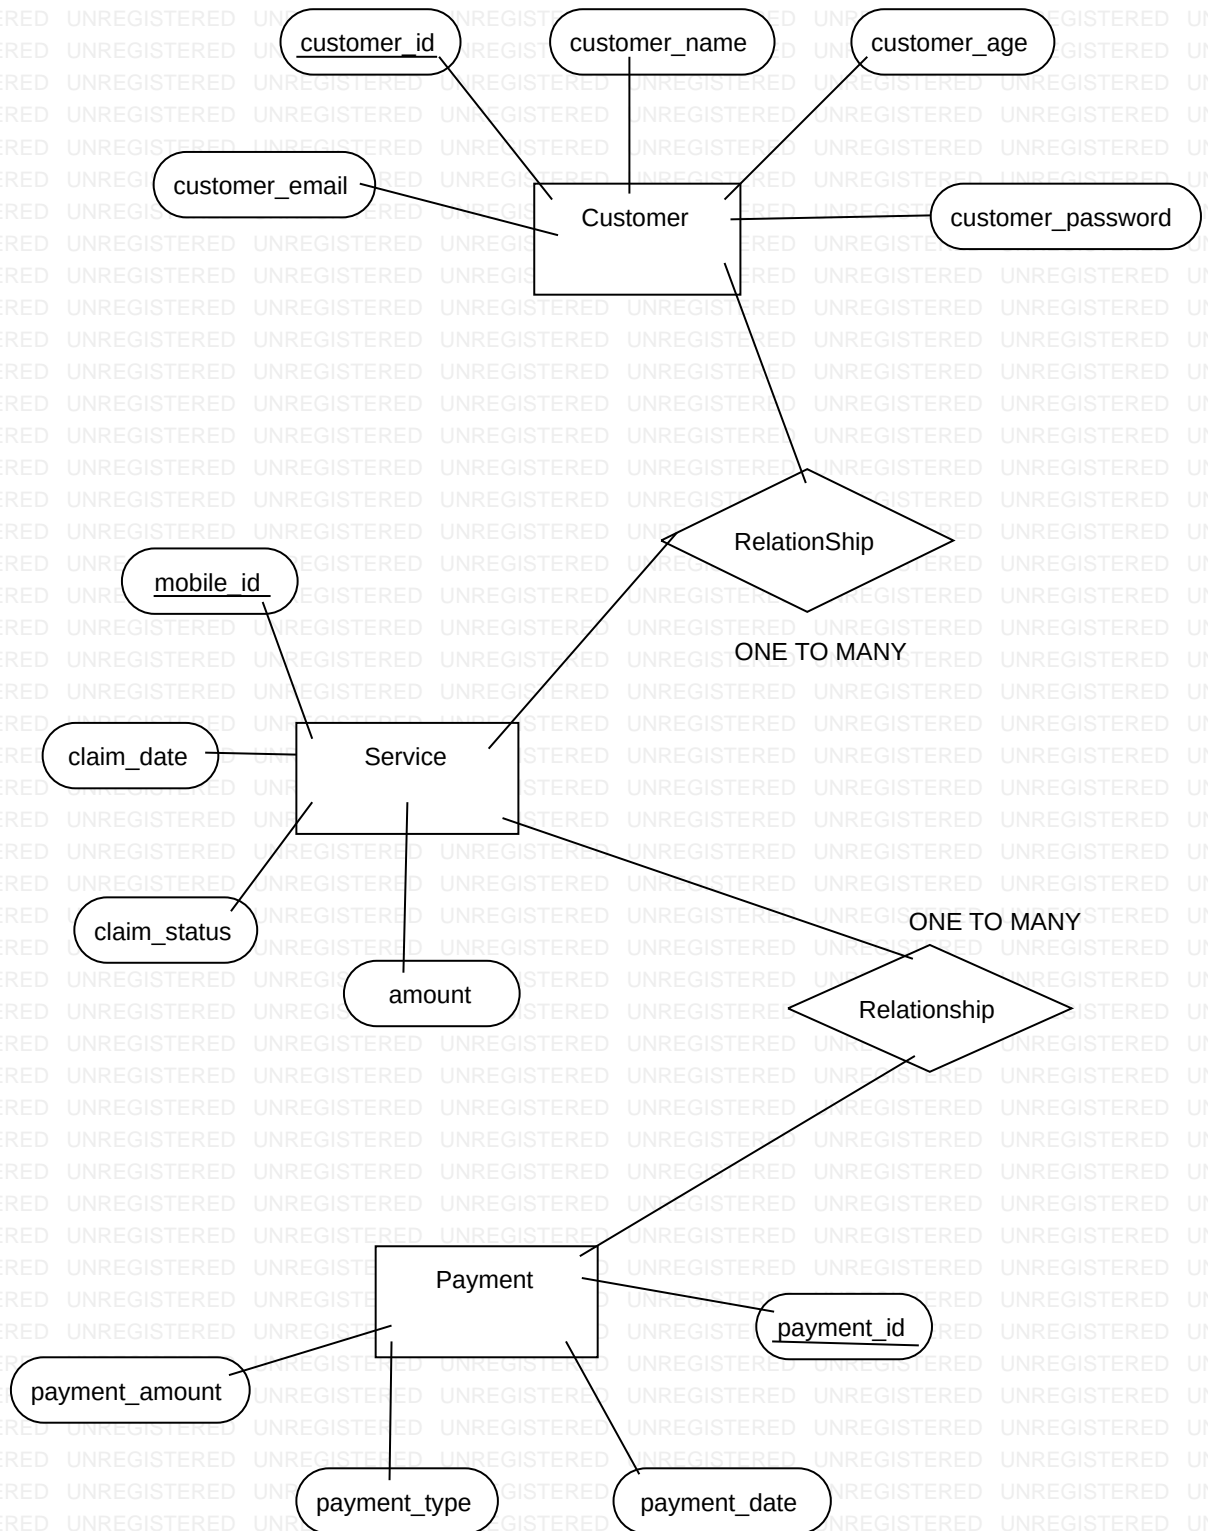 customer_id
customer_name
customer_age
customer_email
Customer
customer_password
RelationShip
mobile_id
ONE TO MANY
claim_date
Service
claim_status
ONE TO MANY
amount
Relationship
Payment
payment_id
payment_amount
payment_type
payment_date
UNREGISTERED